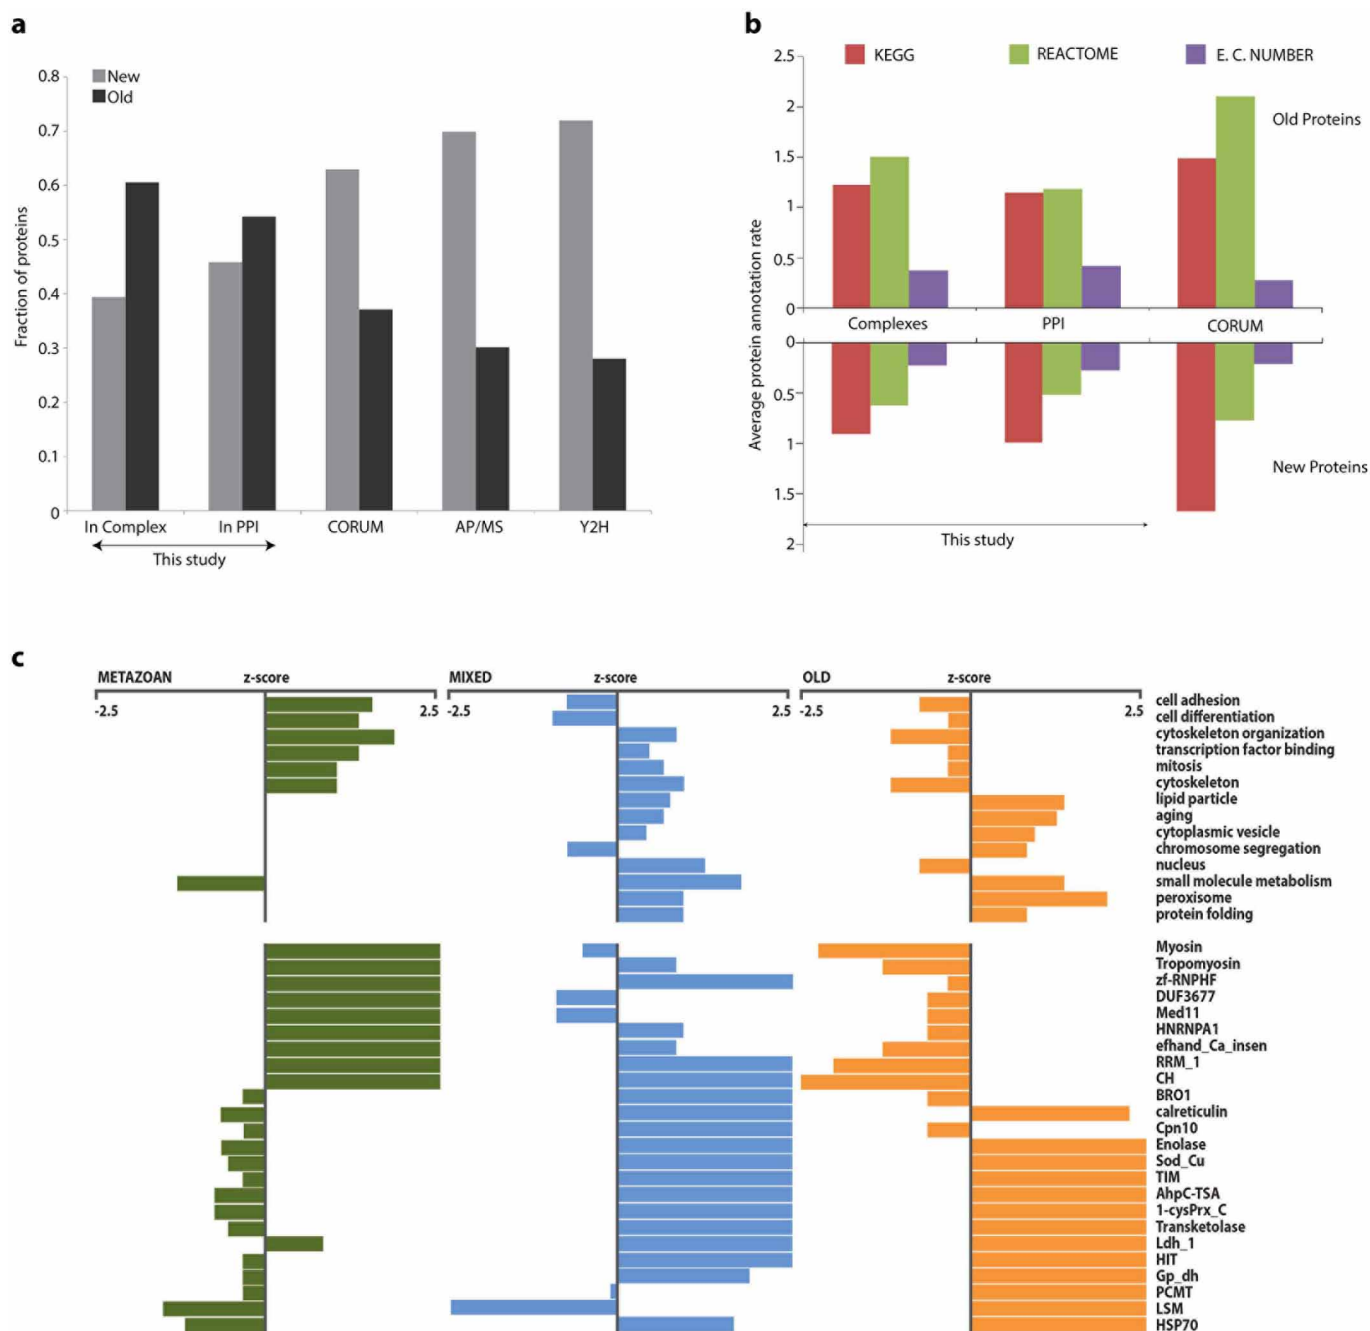 a
New
Old
0.8
0.7
0.6
0.5
0.4
0.3
0.2
0.1
0
Fraction of proteins
In Complex
In PPI
CORUM
AP/MS
Y2H
This study
b
KEGG
REACTOME
E. C. NUMBER
2.5
2
1.5
1
0.5
0
Old Proteins
Complexes
PPI
CORUM
0
0.5
1
1.5
2
Average protein annotation rate
New Proteins
This study
c
METAZOAN z-score
-2.5 2.5
MIXED z-score
-2.5 2.5
OLD z-score
-2.5 2.5
cell adhesion
cell differentiation
cytoskeleton organization
transcription factor binding
mitosis
cytoskeleton
lipid particle
aging
cytoplasmic vesicle
chromosome segregation
nucleus
small molecule metabolism
peroxisome
protein folding
Myosin
Tropomyosin
zf-RNPHF
DUF3677
Med11
HNRNPA1
efhand_Ca_insen
RRM_1
CH
BRO1
calreticulin
Cpn10
Enolase
Sod_Cu
TIM
AhpC-TSA
1-cysPrx_C
Transketolase
Ldh_1
HIT
Gp_dh
PCMT
LSM
HSP70